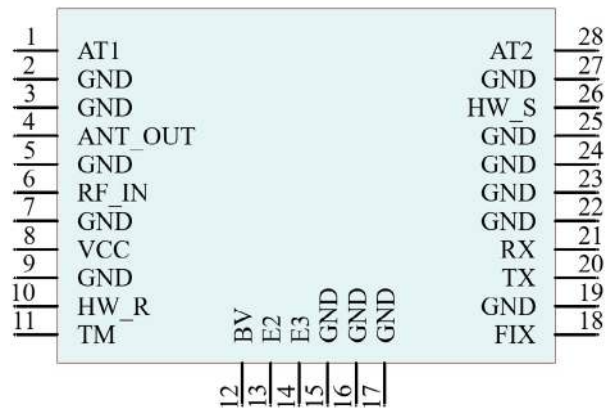 1 AT1 AT2 28
2 GND GND 27
3 GND HW_S 26
4 ANT_OUT GND 25
5 GND GND 24
6 RF_IN GND 23
7 GND GND 22
8 VCC RX 21
9 GND TX 20
10 HW_R GND 19
11 TM FIX 18
BV E2 E3 GND GND GND
12 13 14 15 16 17